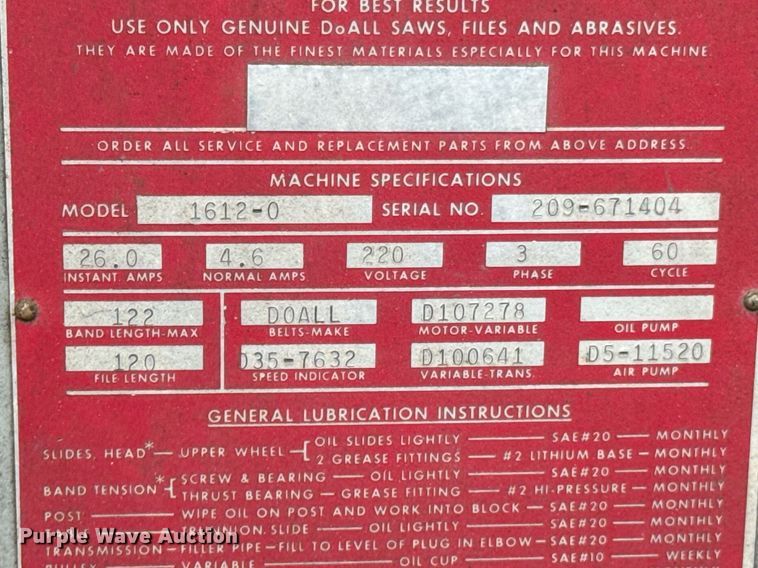 FOR BEST RESULTS
USE ONLY GENUINE DoALL SAWS, FILES AND ABRASIVES.
THEY ARE MADE OF THE FINEST MATERIALS ESPECIALLY FOR THIS MACHINE.
ORDER ALL SERVICE AND REPLACEMENT PARTS FROM ABOVE ADDRESS.
MACHINE SPECIFICATIONS
MODEL 1612-0 SERIAL NO. 209-671404
26.0 4.6 220 3 60
INSTANT. AMPS NORMAL AMPS. VOLTAGE PHASE CYCLE
122 DOALL D107278
BAND LENGTH-MAX BELTS-MAKE MOTOR-VARIABLE OIL PUMP
120 D35-7632 D100641 D5-11520
FILE LENGTH SPEED INDICATOR VARIABLE-TRANS. AIR PUMP
GENERAL LUBRICATION INSTRUCTIONS
SLIDES, HEAD* — UPPER WHEEL — { OIL SLIDES LIGHTLY — SAE#20 — MONTHLY
2 GREASE FITTINGS — #2 LITHIUM BASE — MONTHLY
BAND TENSION* { SCREW & BEARING — OIL LIGHTLY — SAE#20 — MONTHLY
THRUST BEARING — GREASE FITTING — #2 HI-PRESSURE — MONTHLY
POST — WIPE OIL ON POST AND WORK INTO BLOCK — SAE#20 — MONTHLY
SLIDE — OIL LIGHTLY — SAE#20 — MONTHLY
TRANSMISSION — FILLER PIPE — FILL TO LEVEL OF PLUG IN ELBOW — SAE#20 — MONTHLY
VARIABLE — OIL CUP — SAE#10 — WEEKLY
Purple Wave Auction